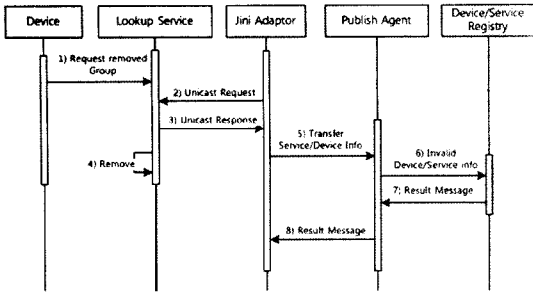 Device
Lookup Service
Jini Adaptor
Publish Agent
Device/Service
Registry
1) Request removed
Group
2) Unicast Request
3) Unicast Response
4) Remove
5) Transfer
Service/Device Info
6) Invalid
Device/Service info
7) Result Message
8) Result Message